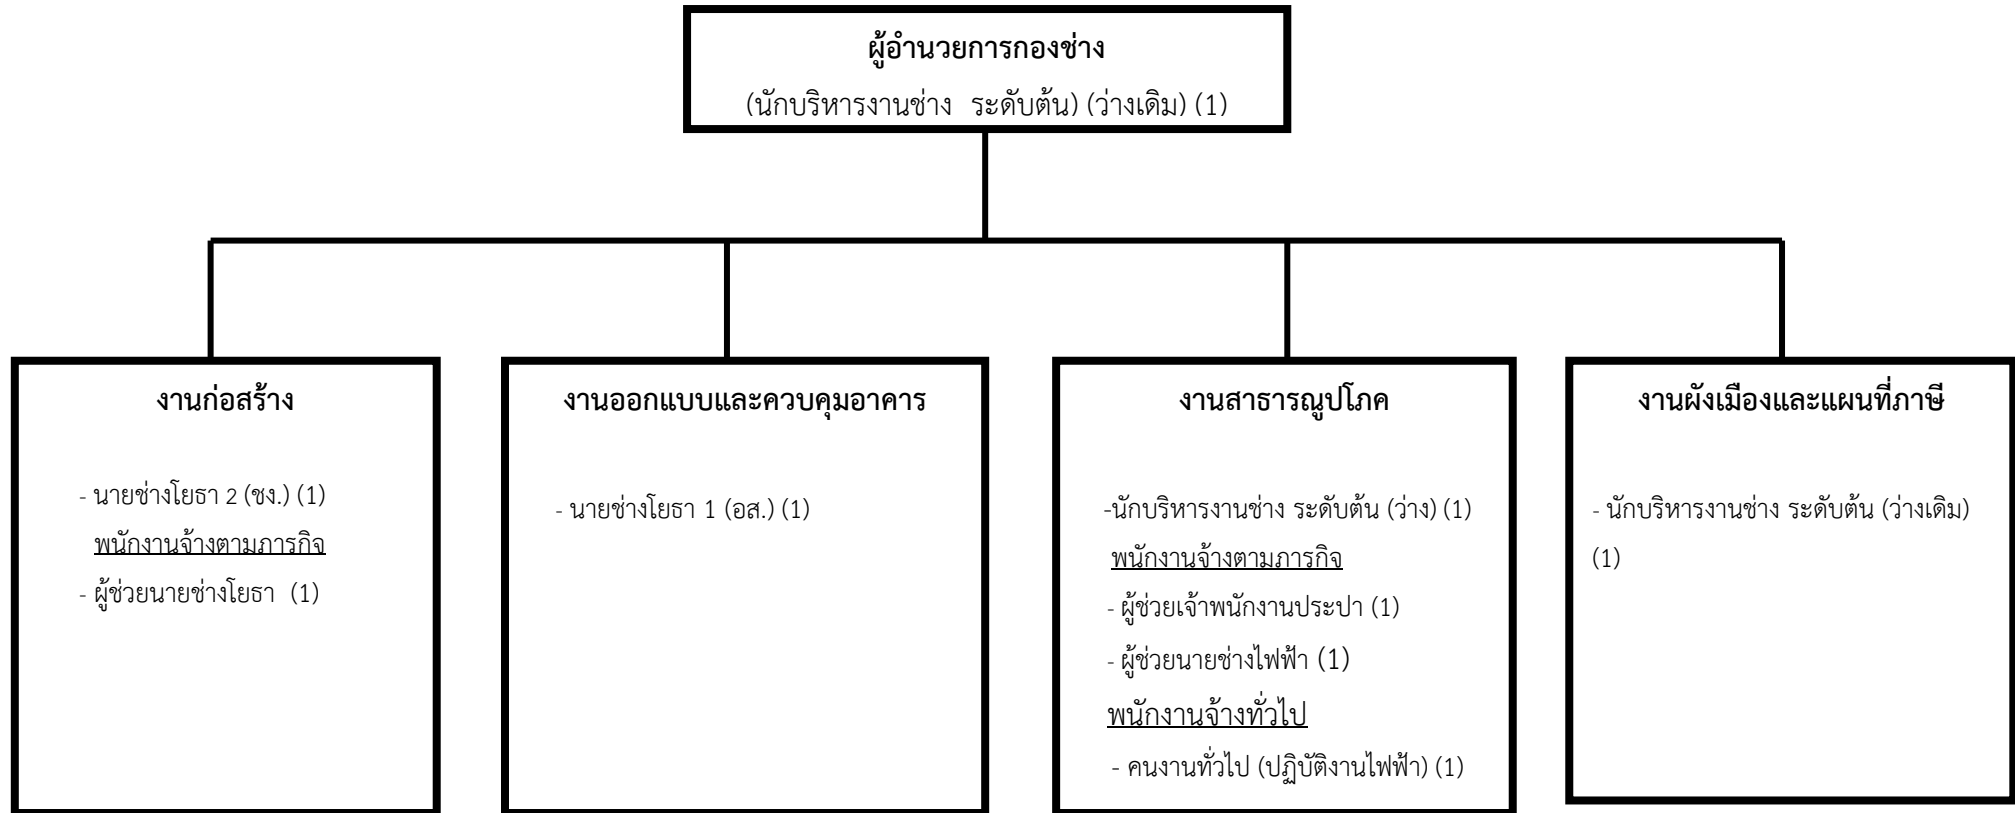 ผู้อำนวยการกองช่าง
(นักบริหารงานช่าง ระดับต้น) (ว่างเดิม) (1)
งานก่อสร้าง
- นายช่างโยธา 2 (ชง.) (1)
พนักงานจ้างตามภารกิจ
- ผู้ช่วยนายช่างโยธา (1)
งานออกแบบและควบคุมอาคาร
- นายช่างโยธา 1 (อส.) (1)
งานสาธารณูปโภค
-นักบริหารงานช่าง ระดับต้น (ว่าง) (1)
พนักงานจ้างตามภารกิจ
- ผู้ช่วยเจ้าพนักงานประปา (1)
- ผู้ช่วยนายช่างไฟฟ้า (1)
พนักงานจ้างทั่วไป
- คนงานทั่วไป (ปฏิบัติงานไฟฟ้า) (1)
งานผังเมืองและแผนที่ภาษี
- นักบริหารงานช่าง ระดับต้น (ว่างเดิม)
(1)